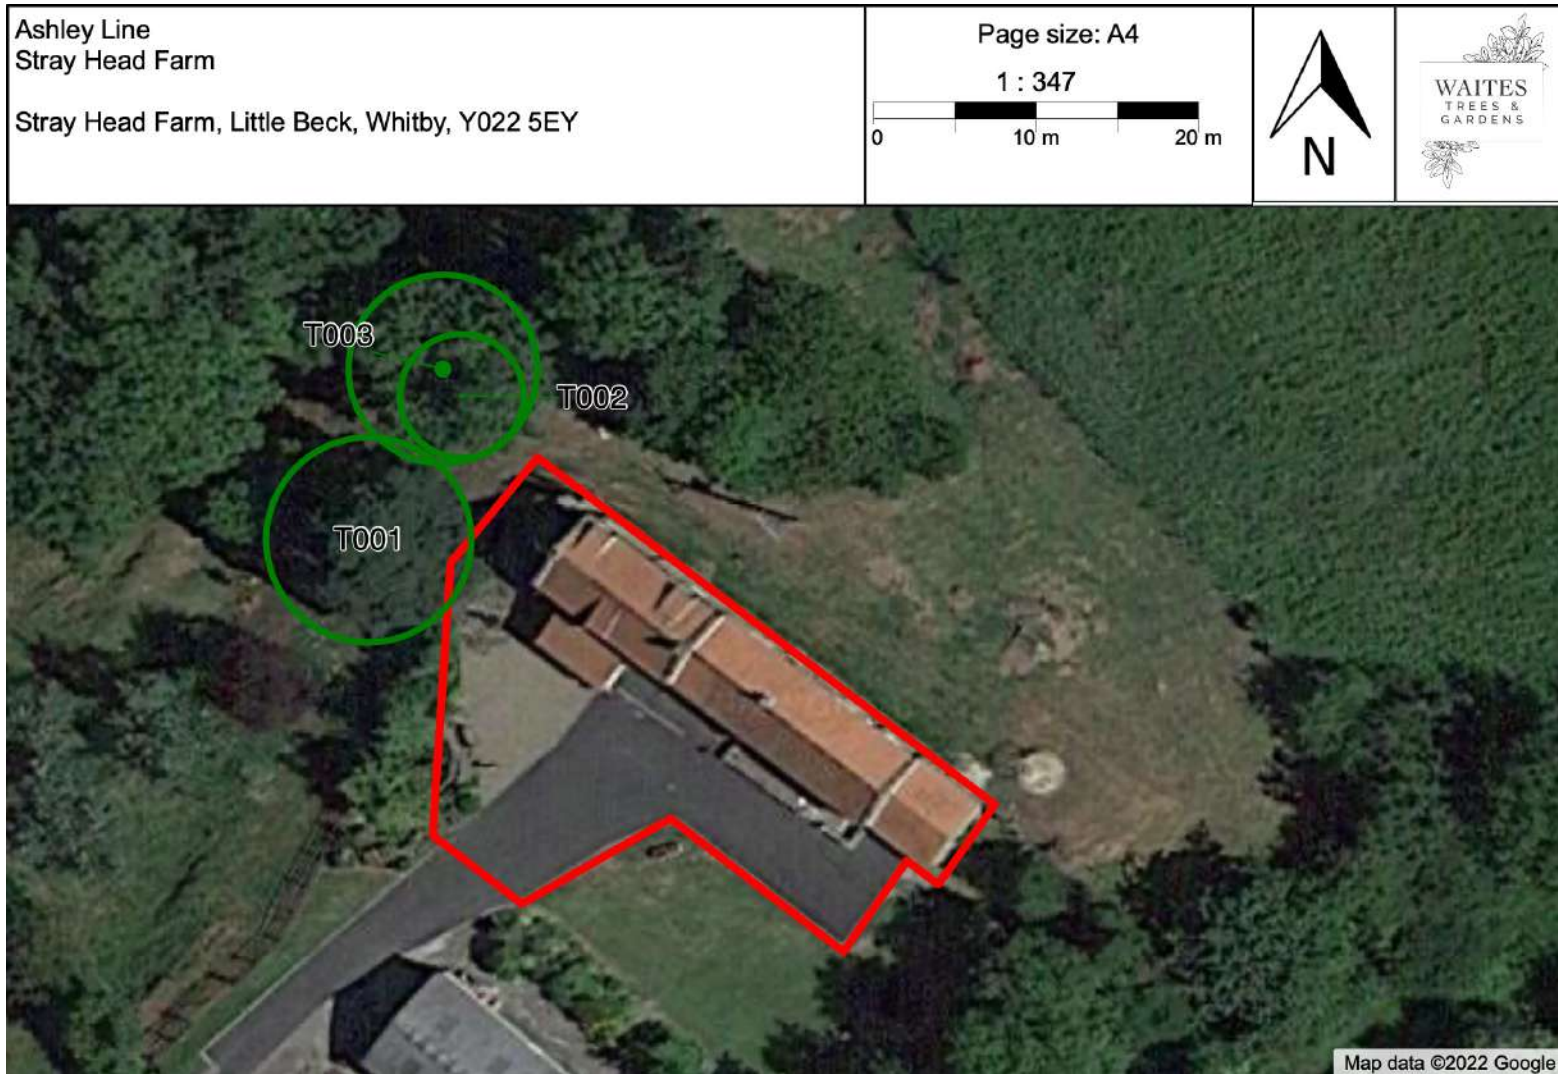 Ashley Line
Stray Head Farm
Stray Head Farm, Little Beck, Whitby, Y022 5EY
Page size: A4
1 : 347
0 10 m 20 m
N
WAITES
TREES &
GARDENS
T003
T002
T001
Map data ©2022 Google